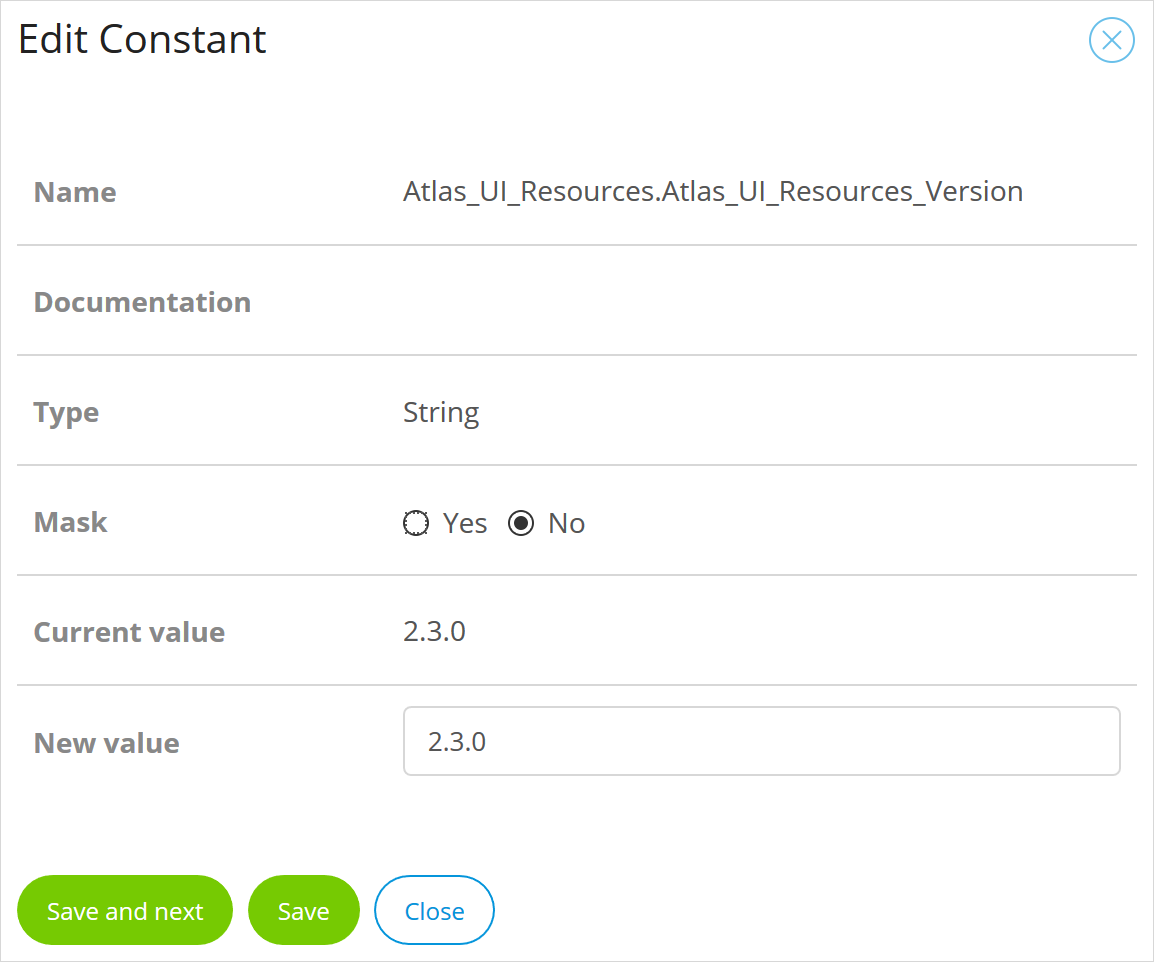 Edit Constant
Name Atlas_UI_Resources.Atlas_UI_Resources_Version
Documentation
Type String
Mask Yes No
Current value 2.3.0
New value 2.3.0
Save and next Save Close